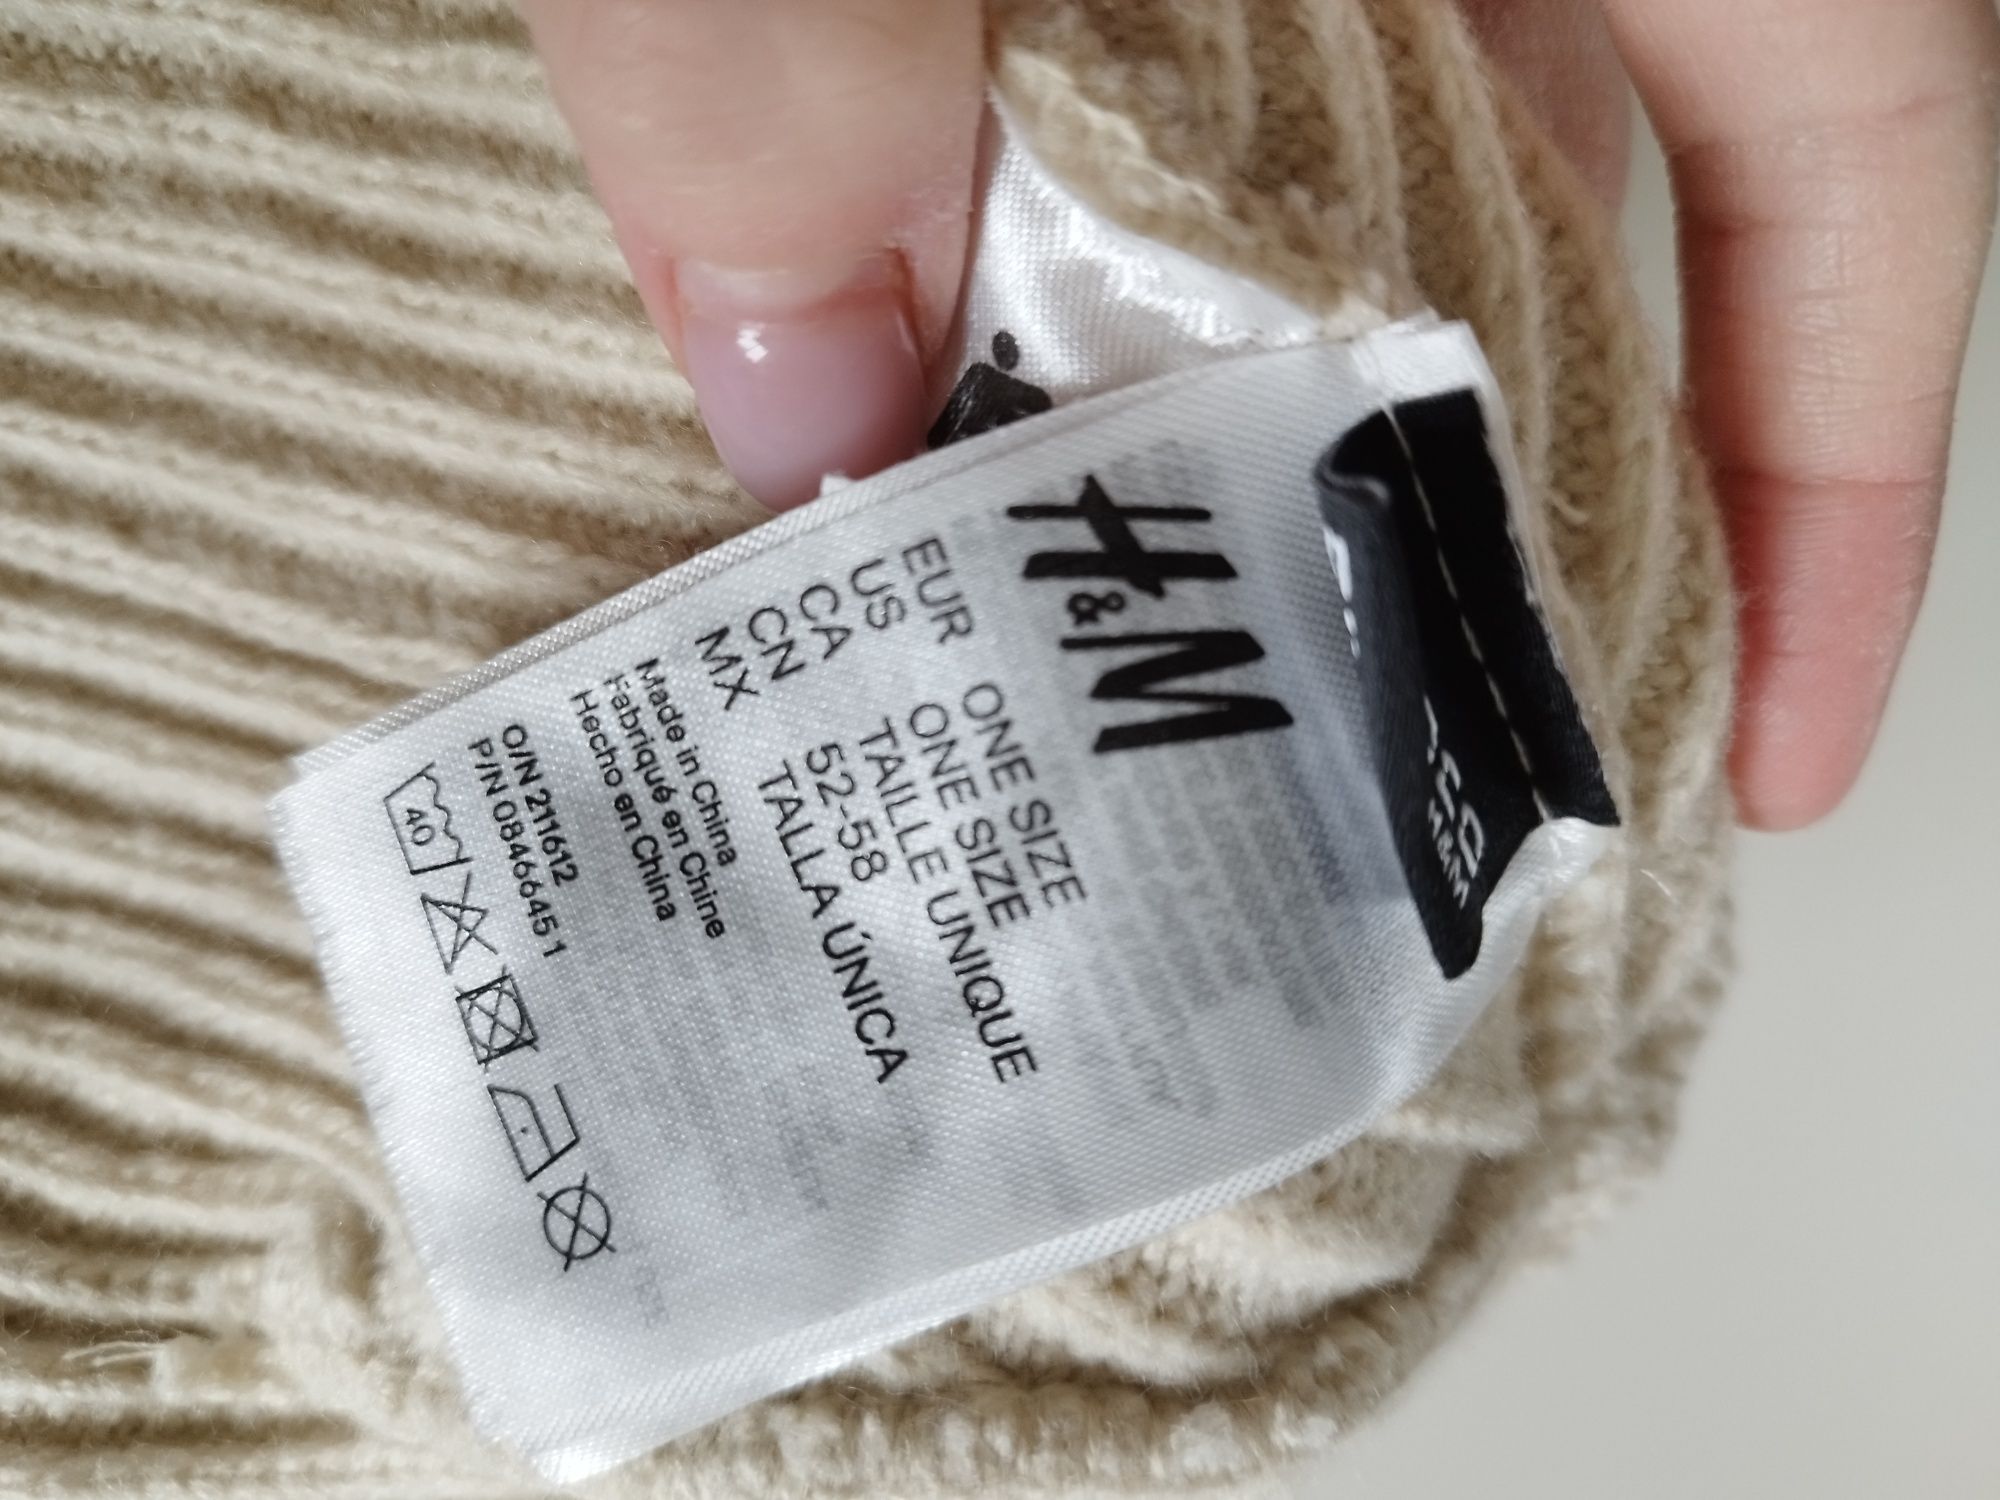 H&M
EUR ONE SIZE
US ONE SIZE
CA TAILLE UNIQUE
CN 52-58
MX TALLA ÚNICA
Made in China
Fabriqué en Chine
Hecho en China
O/N 211612
P/N 0846645 1
40
H&M